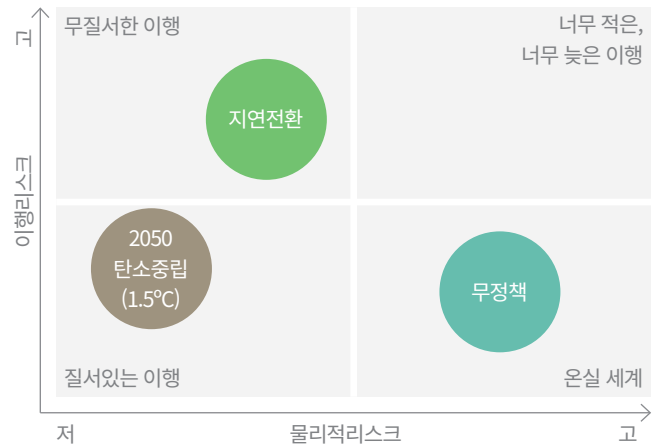 고
무질서한 이행
너무 적은,
너무 늦은 이행
지연전환
이행리스크
2050
탄소중립
(1.5℃)
무정책
질서있는 이행
온실 세계
저
물리적리스크
고